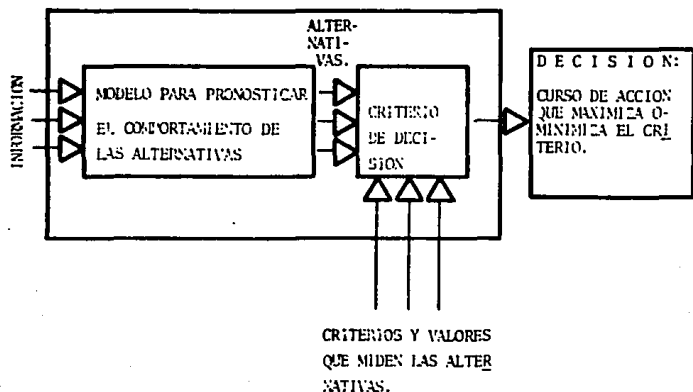 INFORMACION
MODELO PARA PRONOSTICAR
EL COMPORTAMIENTO DE
LAS ALTERNATIVAS
ALTER-
NATI-
VAS.
CRITERIO
DE DECI-
SION
D E C I S I O N:
CURSO DE ACCION
QUE MAXIMIZA O-
MINIMIZA EL CRI
TERIO.
CRITERIOS Y VALORES
QUE MIDEN LAS ALTER
NATIVAS.